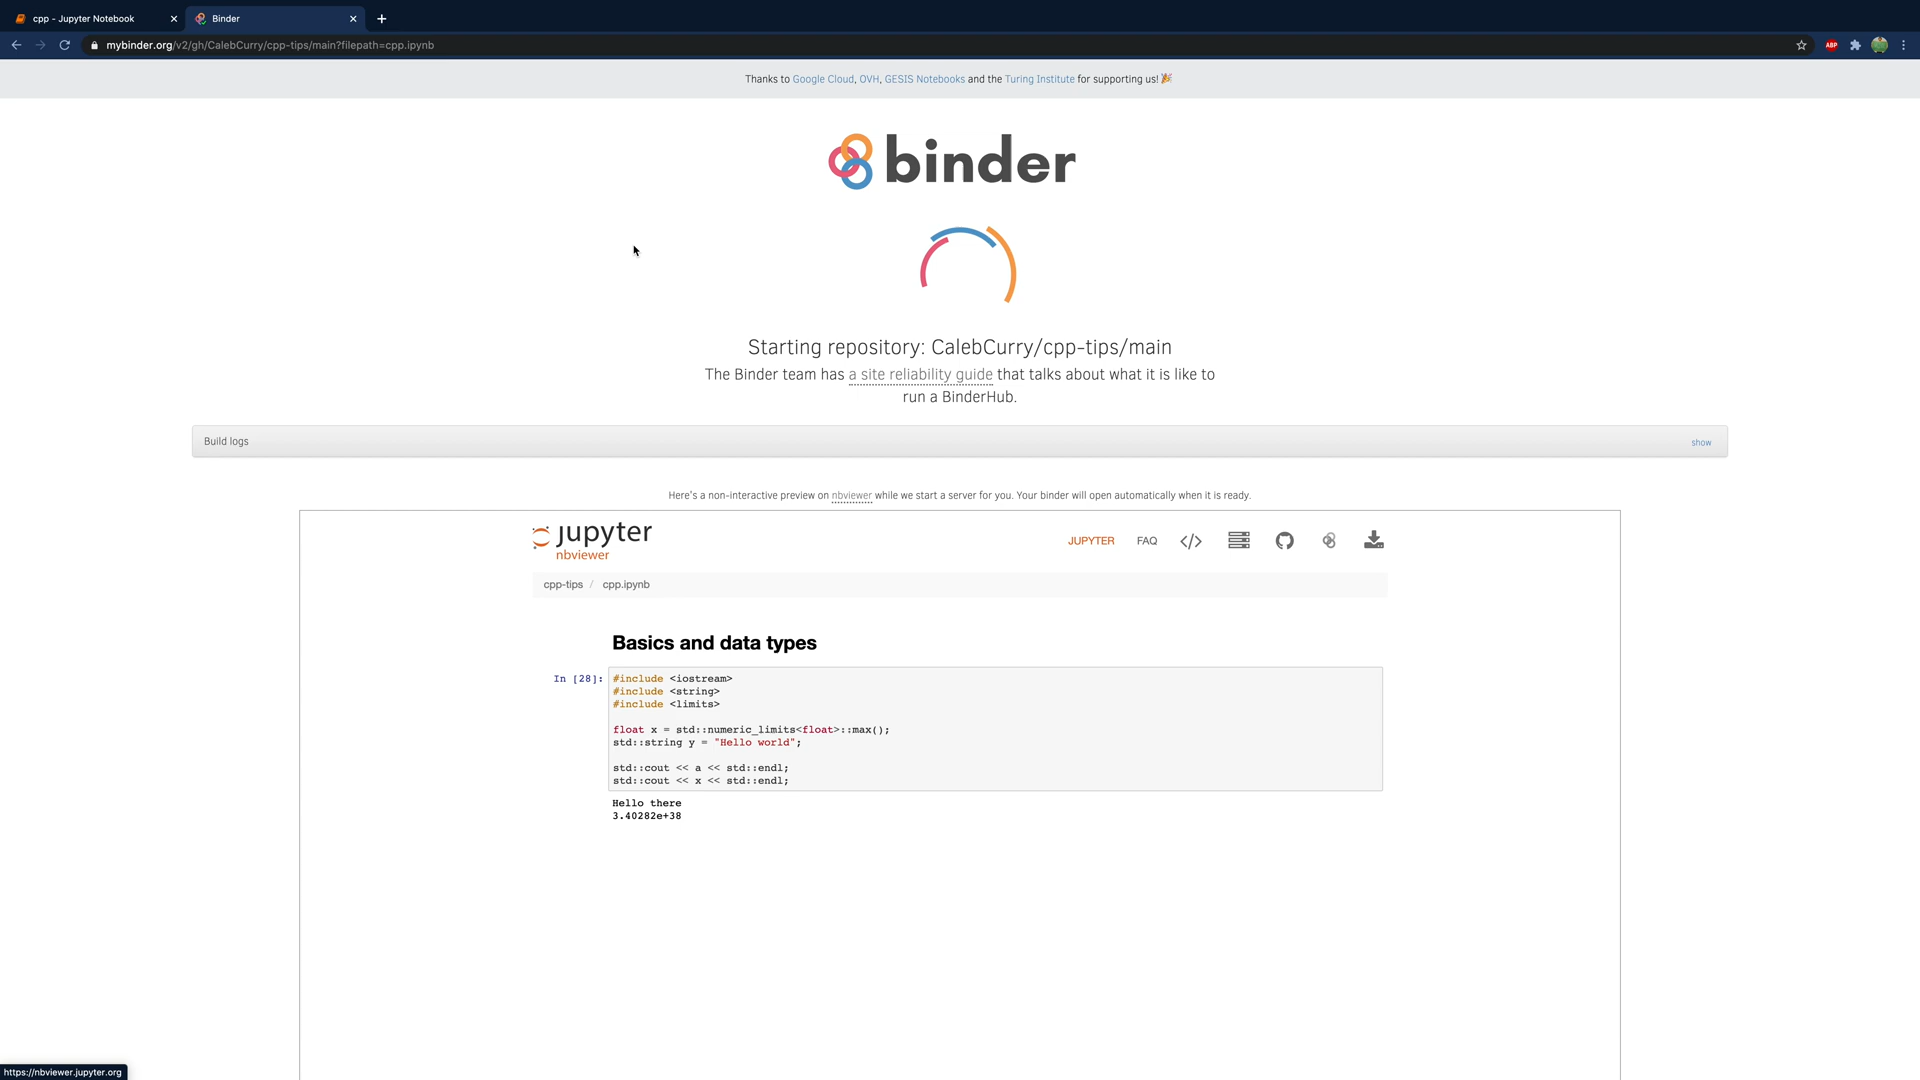 cpp - Jupyter Notebook
Binder
mybinder.org/v2/gh/CalebCurry/cpp-tips/main?filepath=cpp.ipynb
ABP
Thanks to Google Cloud, OVH, GESIS Notebooks and the Turing Institute for supporting us! 🎉
binder
Starting repository: CalebCurry/cpp-tips/main
The Binder team has a site reliability guide that talks about what it is like to
run a BinderHub.
Build logs
show
Here's a non-interactive preview on nbviewer while we start a server for you. Your binder will open automatically when it is ready.
jupyter
nbviewer
JUPYTER FAQ </>
cpp-tips / cpp.ipynb
Basics and data types
In [28]: #include <iostream>
#include <string>
#include <limits>
float x = std::numeric_limits<float>::max();
std::string y = "Hello world";
std::cout << a << std::endl;
std::cout << x << std::endl;
Hello there
3.40282e+38
https://nbviewer.jupyter.org